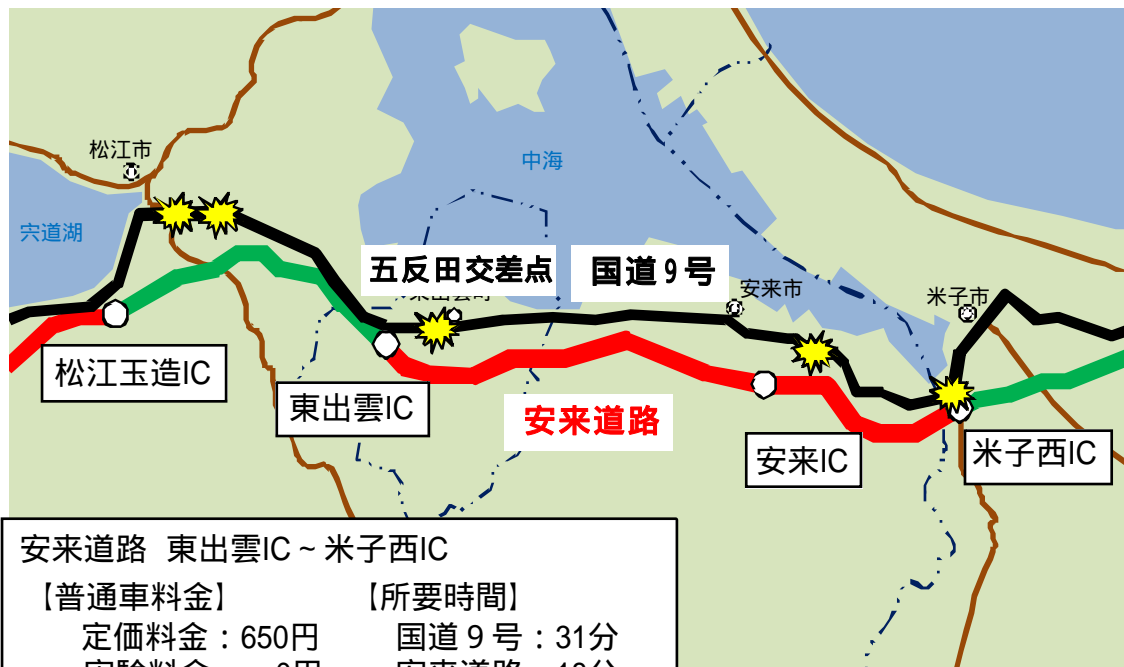 松江市
中海
宍道湖
五反田交差点
国道9号
安来市
米子市
松江玉造IC
東出雲IC
安来道路
安来IC
米子西IC
安来道路 東出雲IC～米子西IC
【普通車料金】 【所要時間】
定価料金：650円 国道９号：31分